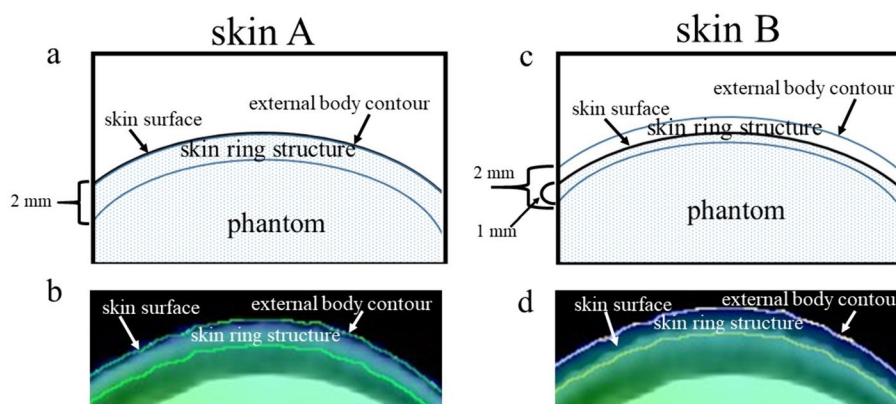 skin A
skin B
a
external body contour
skin surface
skin ring structure
2 mm
phantom
c
external body contour
skin surface
skin ring structure
2 mm
1 mm
phantom
b
skin surface
external body contour
skin ring structure
d
skin surface
external body contour
skin ring structure